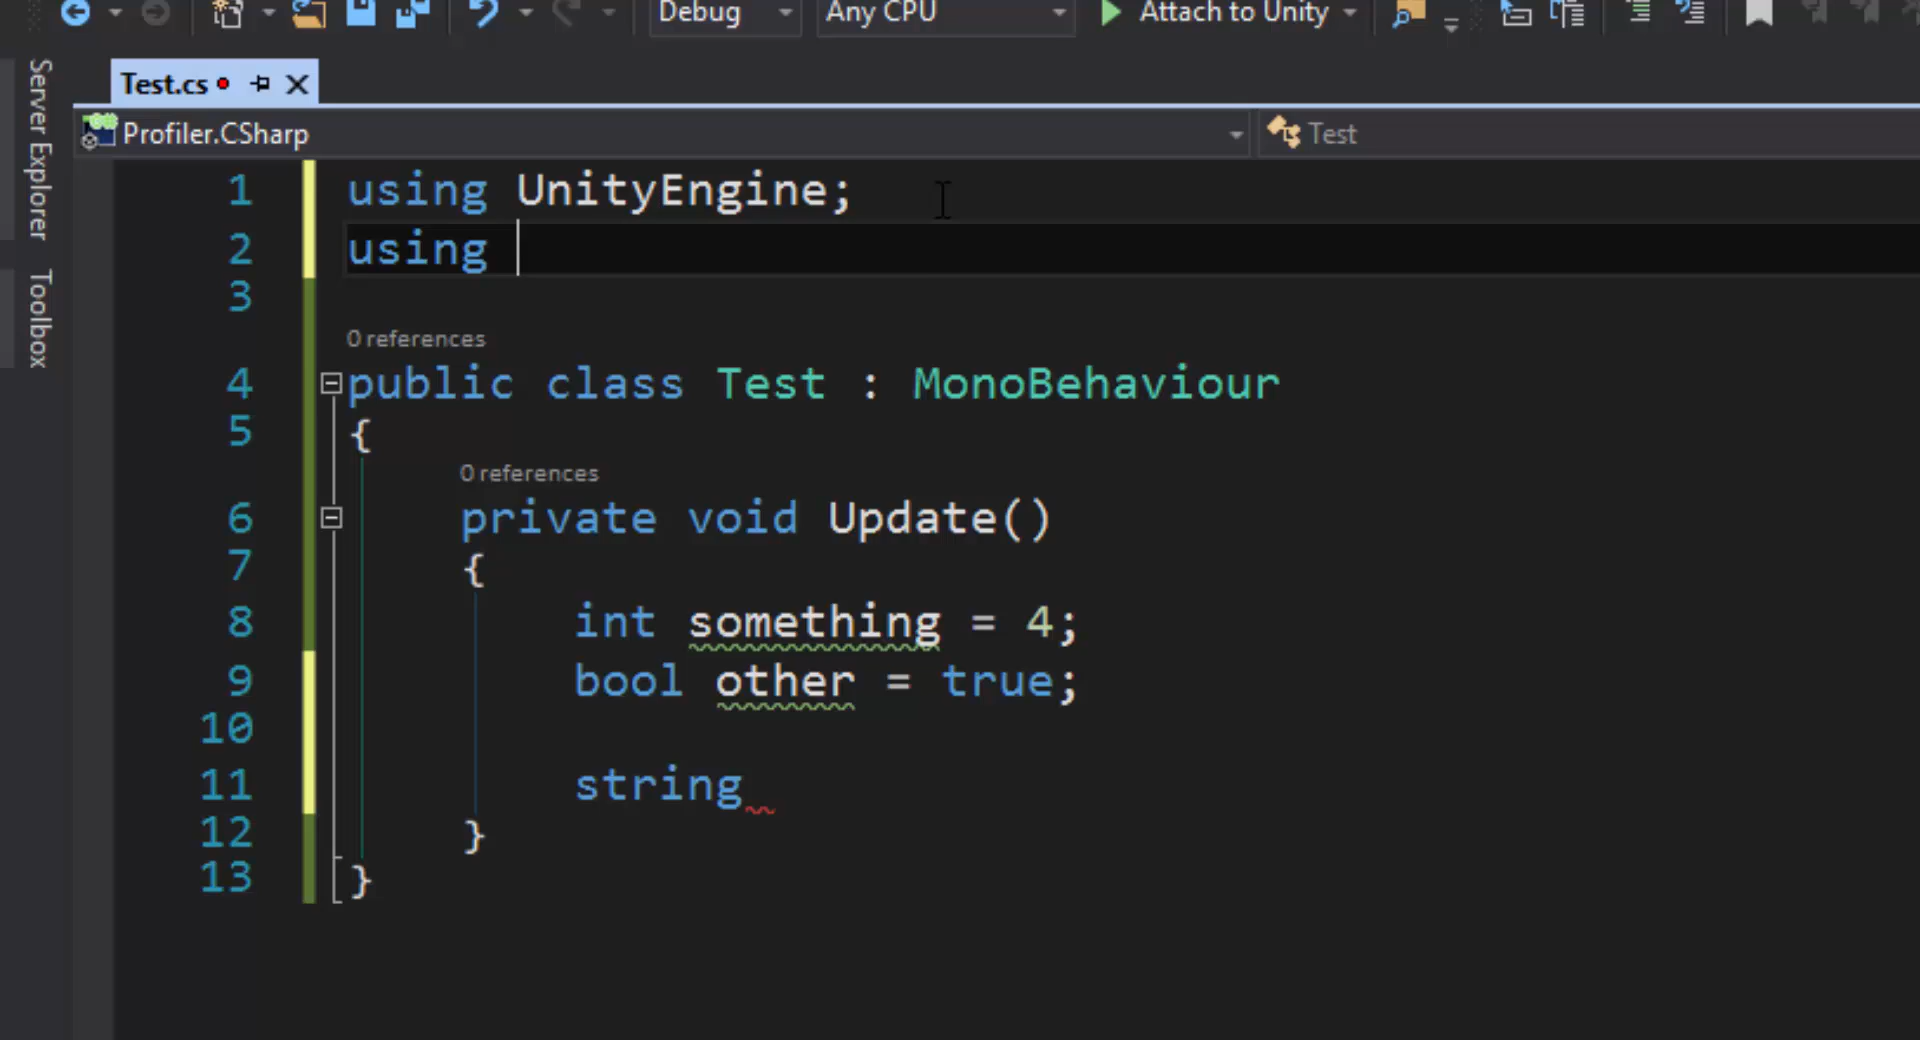 Debug Any CPU Attach to Unity
Server Explorer
Toolbox
Test.cs
Profiler.CSharp Test
1 using UnityEngine;
2 using
3
0 references
4 public class Test : MonoBehaviour
5 {
0 references
6 private void Update()
7 {
8 int something = 4;
9 bool other = true;
10
11 string
12 }
13 }